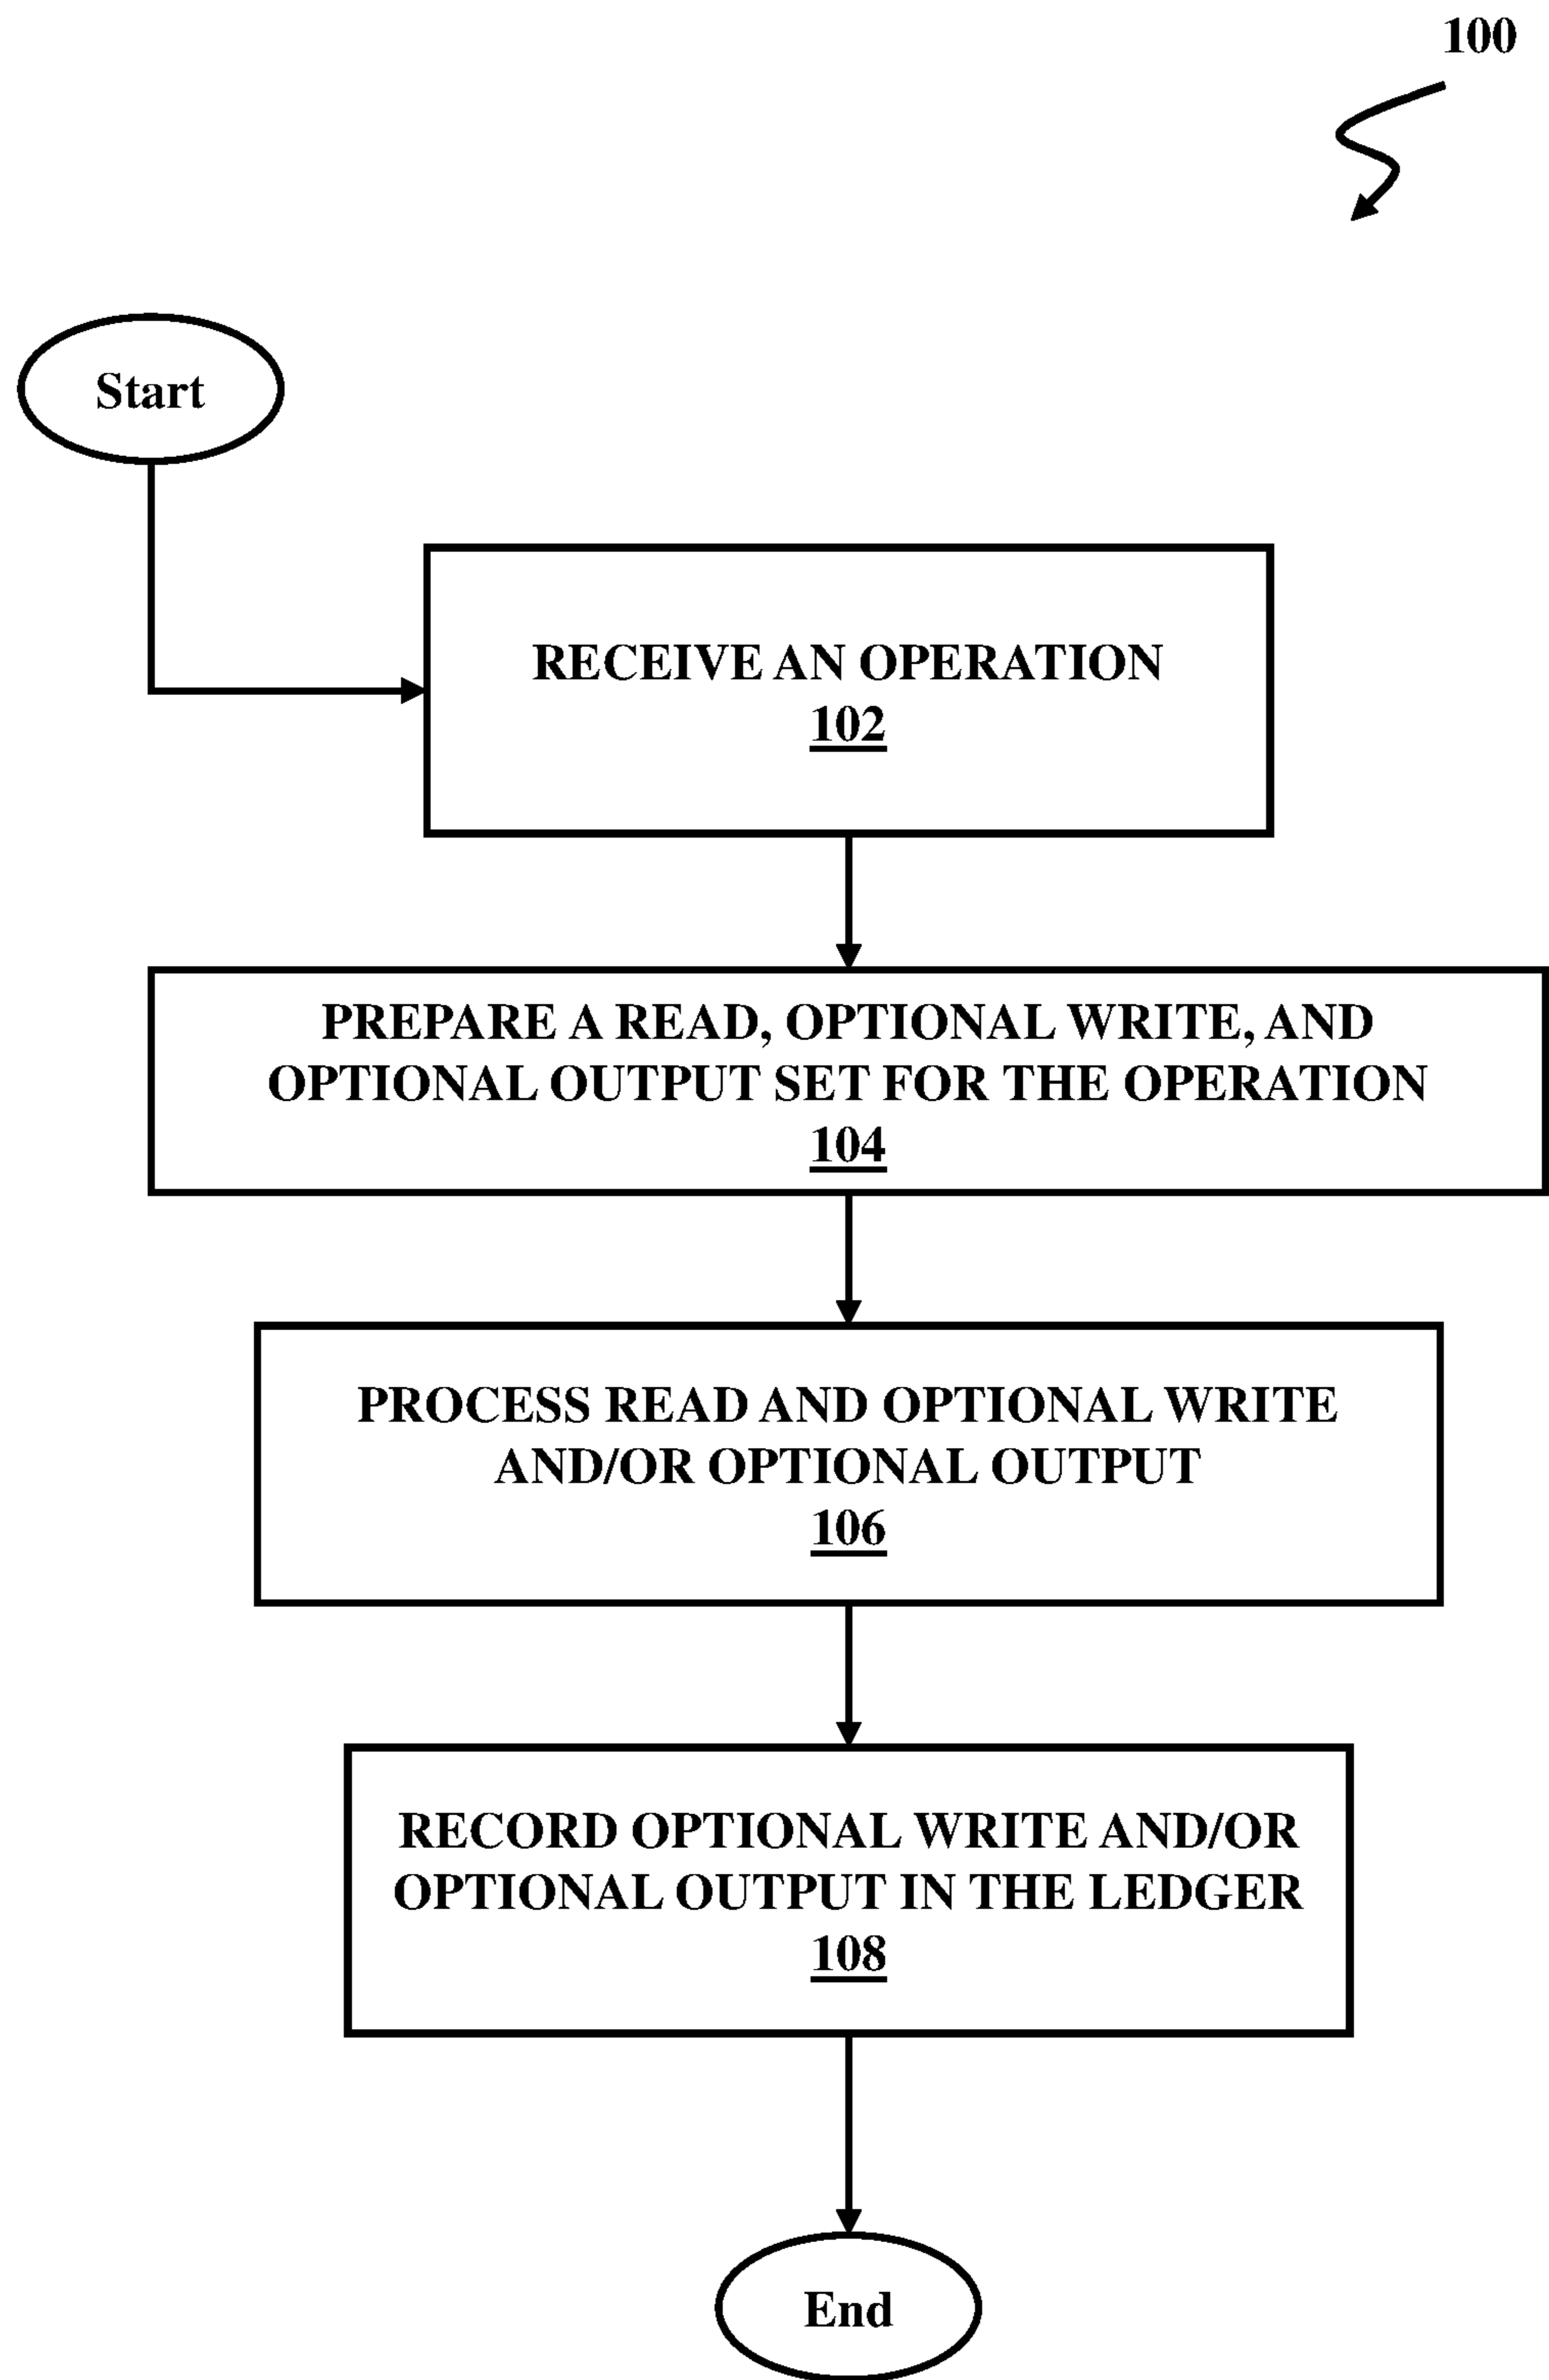 100
Start
RECEIVE AN OPERATION
102
PREPARE A READ, OPTIONAL WRITE, AND
OPTIONAL OUTPUT SET FOR THE OPERATION
104
PROCESS READ AND OPTIONAL WRITE
AND/OR OPTIONAL OUTPUT
106
RECORD OPTIONAL WRITE AND/OR
OPTIONAL OUTPUT IN THE LEDGER
108
End